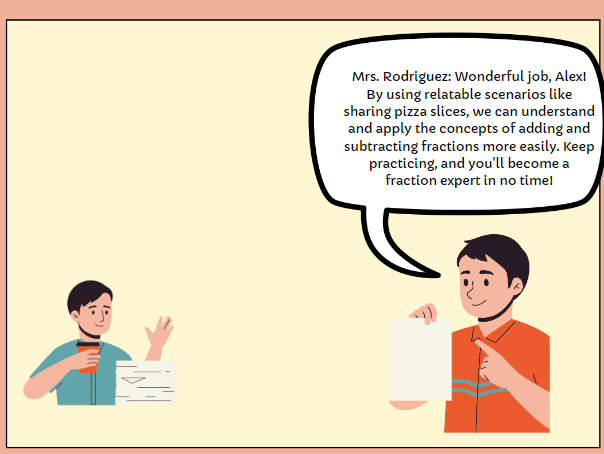 Mrs. Rodriguez: Wonderful job, Alex!
By using relatable scenarios like
sharing pizza slices, we can understand
and apply the concepts of adding and
subtracting fractions more easily. Keep
practicing, and you'll become a
fraction expert in no time!